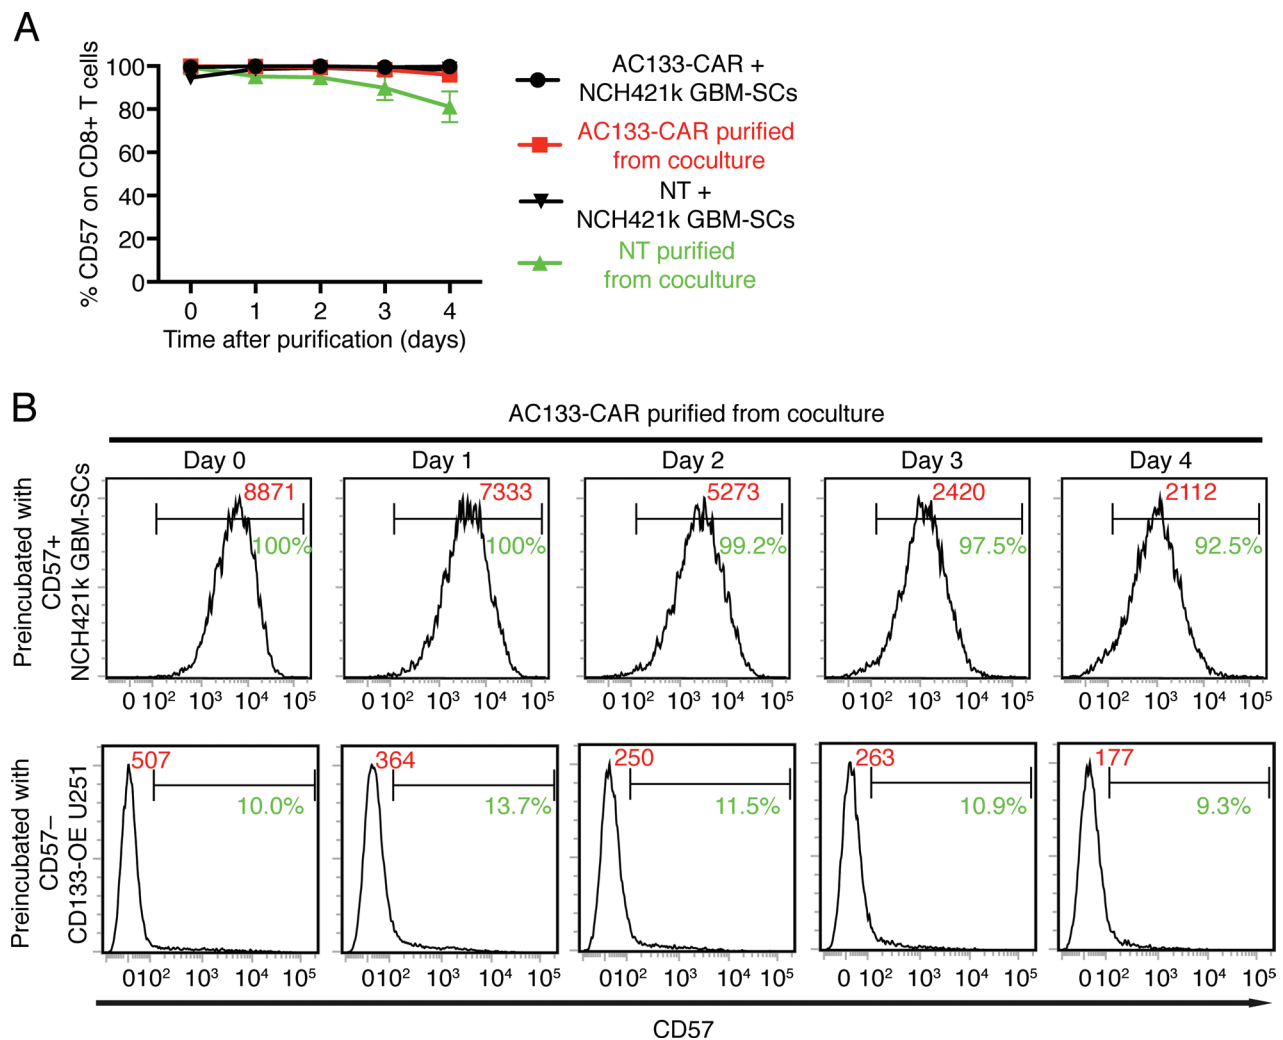 A
% CD57 on CD8+ T cells
100
80
60
40
20
0
0 1 2 3 4
Time after purification (days)
AC133-CAR +
NCH421k GBM-SCs
AC133-CAR purified
from coculture
NT +
NCH421k GBM-SCs
NT purified
from coculture
B
AC133-CAR purified from coculture
Day 0 Day 1 Day 2 Day 3 Day 4
Preincubated with
CD57+
NCH421k GBM-SCs
8871 7333 5273 2420 2112
100% 100% 99.2% 97.5% 92.5%
0 10² 10³ 10⁴ 10⁵ 0 10² 10³ 10⁴ 10⁵ 0 10² 10³ 10⁴ 10⁵ 0 10² 10³ 10⁴ 10⁵ 0 10² 10³ 10⁴ 10⁵
Preincubated with
CD57–
CD133-OE U251
507 364 250 263 177
10.0% 13.7% 11.5% 10.9% 9.3%
0 10² 10³ 10⁴ 10⁵ 0 10² 10³ 10⁴ 10⁵ 0 10² 10³ 10⁴ 10⁵ 0 10² 10³ 10⁴ 10⁵ 0 10² 10³ 10⁴ 10⁵
CD57